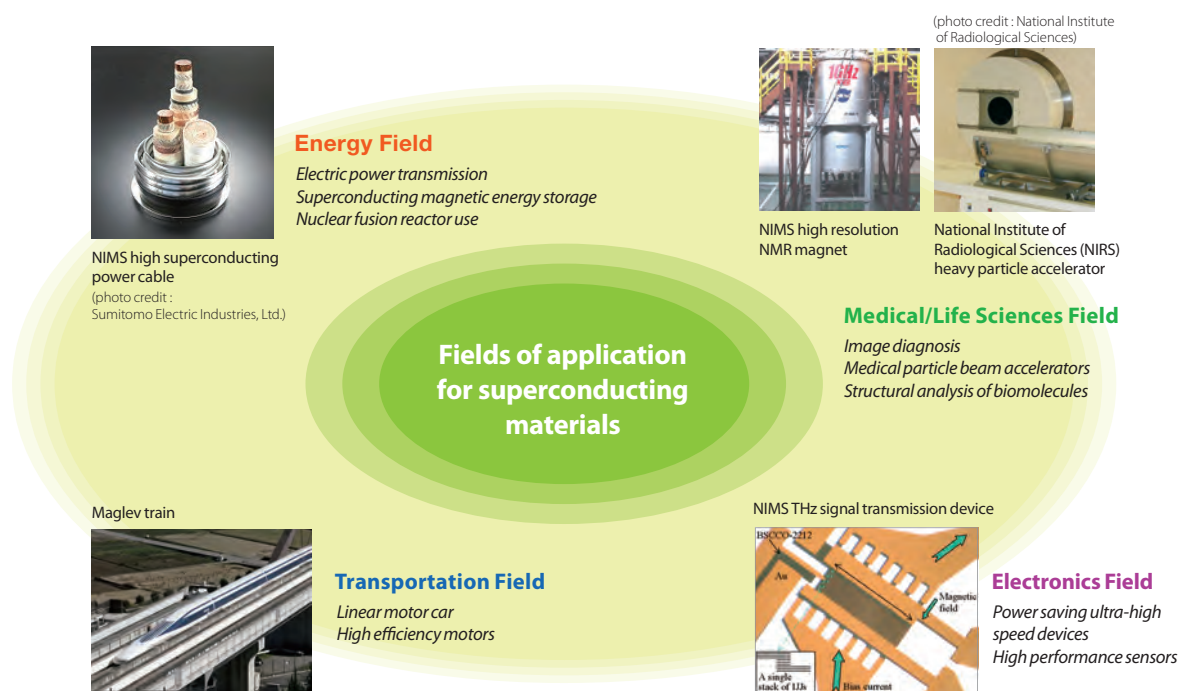 (photo credit : National Institute
of Radiological Sciences)
1GHz
Energy Field
Electric power transmission
Superconducting magnetic energy storage
Nuclear fusion reactor use
NIMS high superconducting
power cable
(photo credit :
Sumitomo Electric Industries, Ltd.)
NIMS high resolution
NMR magnet
National Institute of
Radiological Sciences (NIRS)
heavy particle accelerator
Medical/Life Sciences Field
Image diagnosis
Medical particle beam accelerators
Structural analysis of biomolecules
Fields of application
for superconducting
materials
Maglev train
Transportation Field
Linear motor car
High efficiency motors
NIMS THz signal transmission device
BSCCO-2212
Au
Magnetic
field
A single
stack of IJJs
Bias current
Electronics Field
Power saving ultra-high
speed devices
High performance sensors